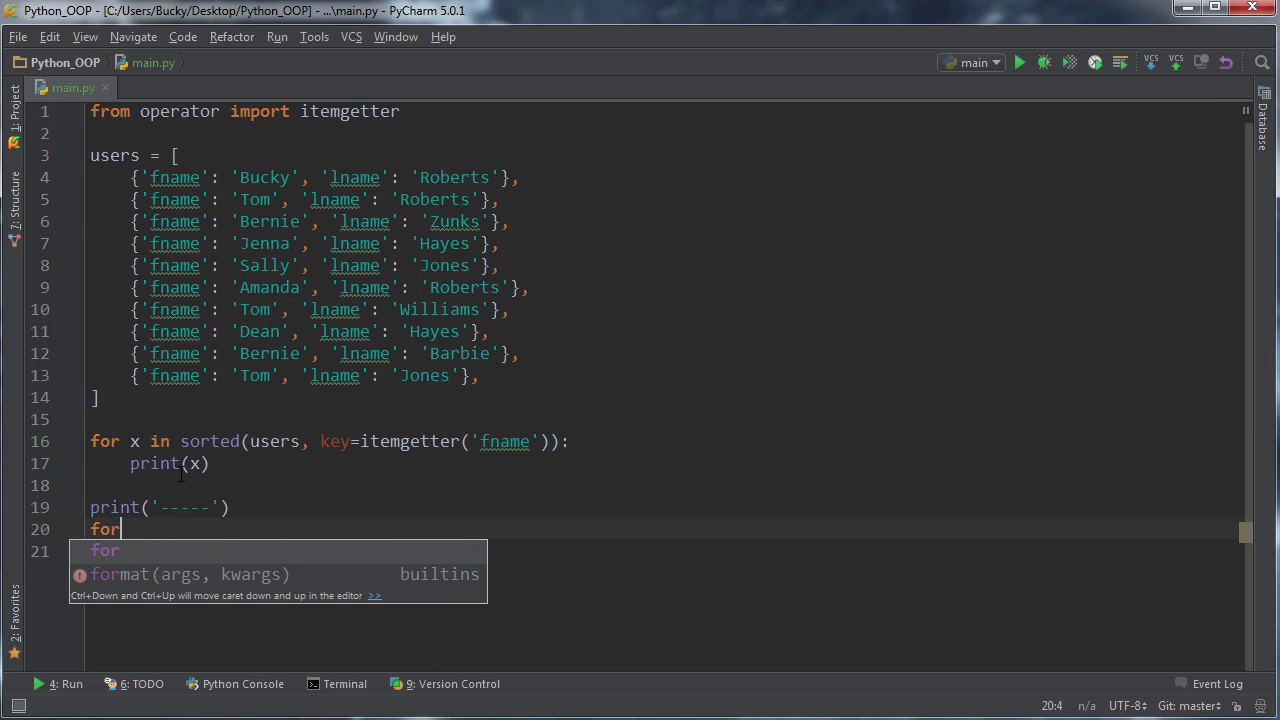 Python_OOP - [C:/Users/Bucky/Desktop/Python_OOP] - ...\main.py - PyCharm 5.0.1
File Edit View Navigate Code Refactor Run Tools VCS Window Help
Python_OOP main.py main VCS VCS
main.py
1: Project
7: Structure
2: Favorites
Database
1 from operator import itemgetter
2
3 users = [
4 {'fname': 'Bucky', 'lname': 'Roberts'},
5 {'fname': 'Tom', 'lname': 'Roberts'},
6 {'fname': 'Bernie', 'lname': 'Zunks'},
7 {'fname': 'Jenna', 'lname': 'Hayes'},
8 {'fname': 'Sally', 'lname': 'Jones'},
9 {'fname': 'Amanda', 'lname': 'Roberts'},
10 {'fname': 'Tom', 'lname': 'Williams'},
11 {'fname': 'Dean', 'lname': 'Hayes'},
12 {'fname': 'Bernie', 'lname': 'Barbie'},
13 {'fname': 'Tom', 'lname': 'Jones'},
14 ]
15
16 for x in sorted(users, key=itemgetter('fname')):
17 print(x)
18
19 print('-----')
20 for
21
for
f format(args, kwargs) builtins
Ctrl+Down and Ctrl+Up will move caret down and up in the editor >>
4: Run 6: TODO Python Console Terminal 9: Version Control Event Log
20:4 n/a UTF-8 Git: master